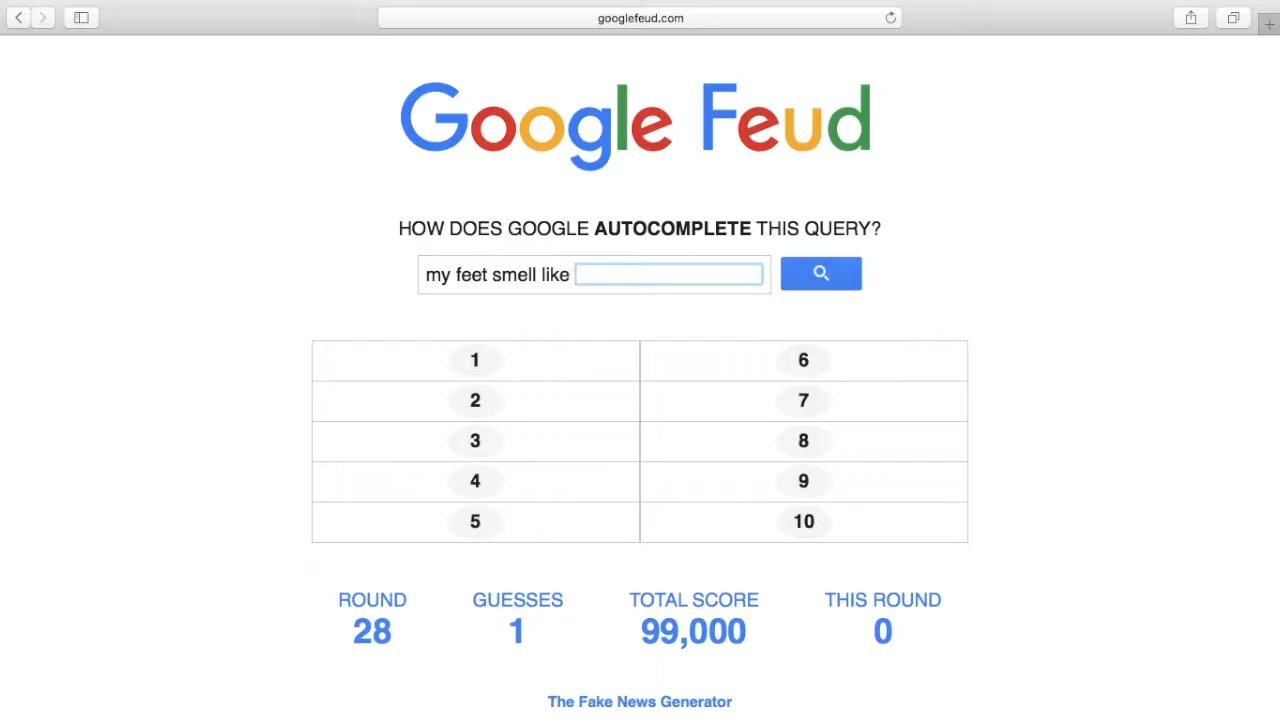 googlefeud.com
Google Feud
HOW DOES GOOGLE AUTOCOMPLETE THIS QUERY?
my feet smell like
1 6
2 7
3 8
4 9
5 10
ROUND GUESSES TOTAL SCORE THIS ROUND
28 1 99,000 0
The Fake News Generator